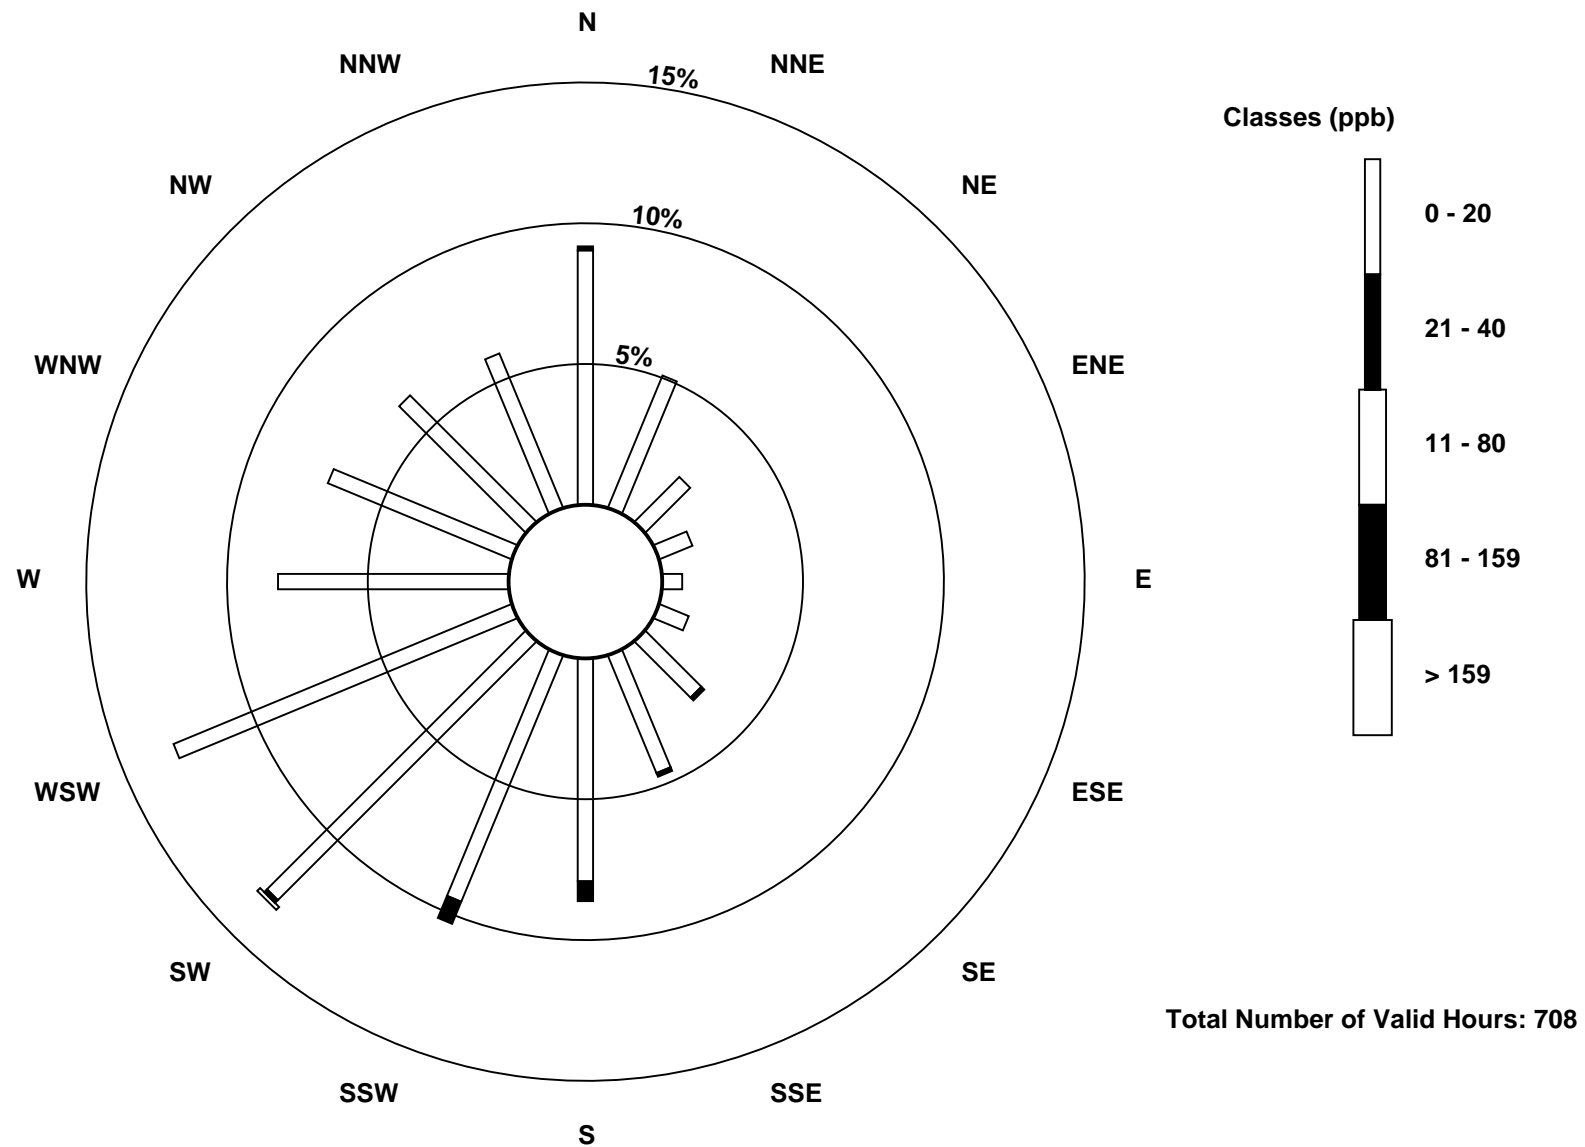 N
NNW
NNE
15%
Classes (ppb)
NW
NE
0 - 20
10%
21 - 40
5%
WNW
ENE
11 - 80
81 - 159
W
E
> 159
WSW
ESE
SW
SE
Total Number of Valid Hours: 708
SSW
SSE
S